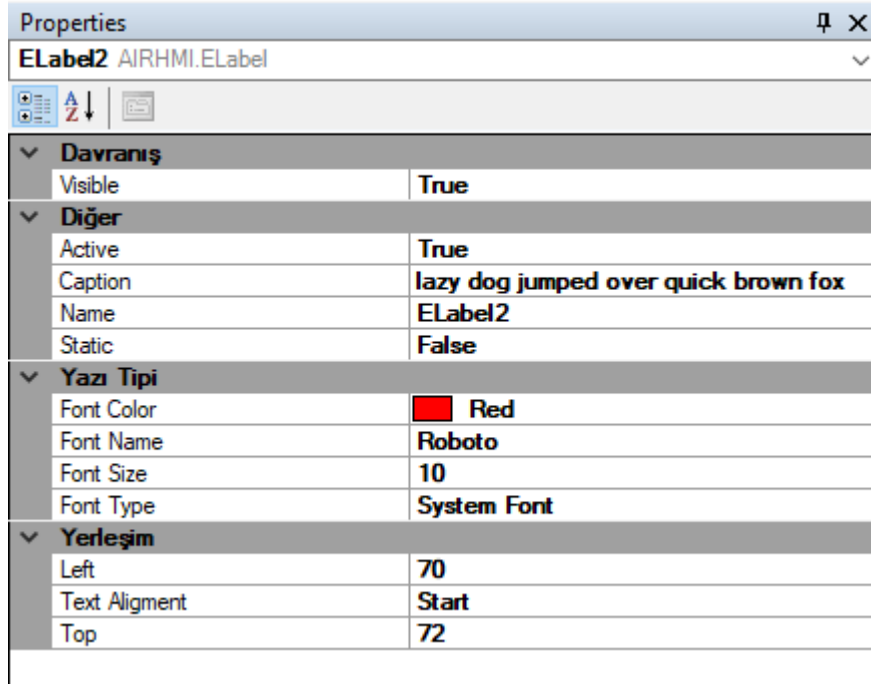 Properties
ELabel2 AIRHMI.ELabel
Davranış
Visible True
Diğer
Active True
Caption lazy dog jumped over quick brown fox
Name ELabel2
Static False
Yazı Tipi
Font Color Red
Font Name Roboto
Font Size 10
Font Type System Font
Yerleşim
Left 70
Text Aligment Start
Top 72